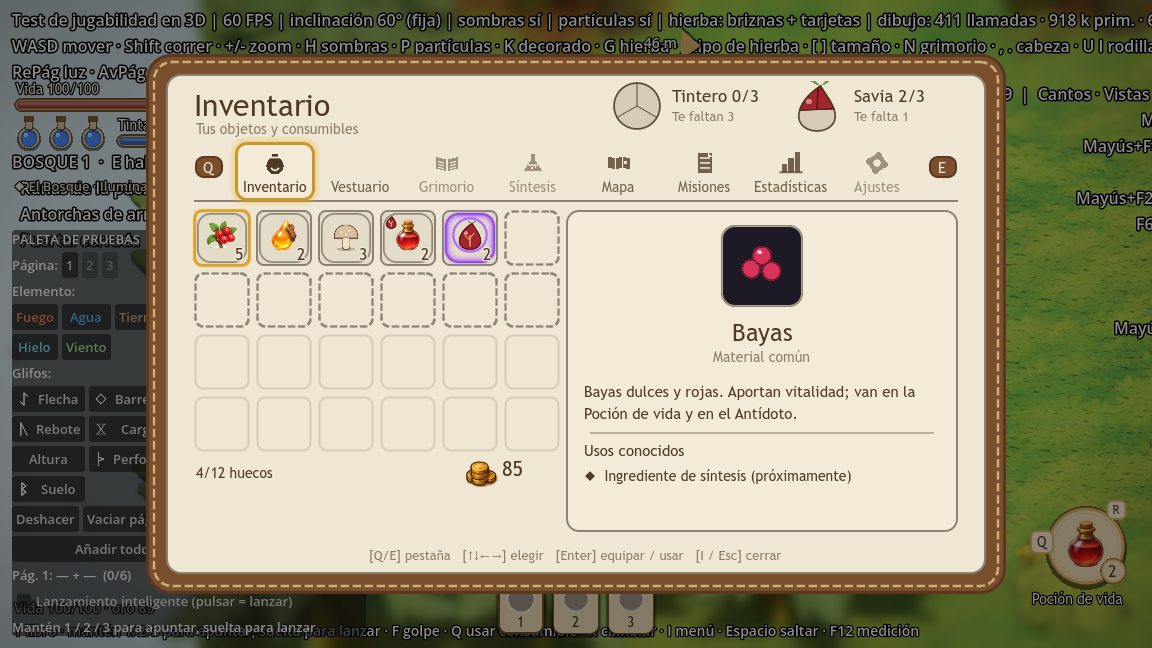 Test de jugabilidad en 3D | 60 FPS | inclinación 60° (fija) | sombras sí | partículas sí | hierba: briznas + tarjetas | dibujo: 411 llamadas · 918 k prim. ·
WASD mover · Shift correr · +/- zoom · H sombras · P partículas · K decorado · G tipo de hierba · [ ] tamaño · N grimorio · , . cabeza · U I
46 m
RePág luz · AvPág
| Cantos · Vistas
Vida 100/100
Tinta
BOSQUE 1 · E
Antorchas de
Mayús+F
Mayús+F2
PALETA DE PRUEBAS
Página: 1 2 3
Elemento:
Fuego Agua
Hielo Viento
Glifos:
Flecha
Rebote
Altura
Suelo
Deshacer Vaciar
Añadir todo
Pág. 1: — + — (0/6)
Lanzamiento inteligente (pulsar = lanzar)
Vida 100/100 · oro 85
Mantén 1 / 2 / 3 para apuntar, suelta para lanzar
· F golpe · Q usar · I menú · Espacio saltar · F12 medición
Inventario
Tus objetos y consumibles
Tintero 0/3
Te faltan 3
Savia 2/3
Te falta 1
Q
Inventario
Vestuario
Grimorio
Síntesis
Mapa
Misiones
Estadísticas
Ajustes
E
5
2
3
2
2
4/12 huecos
85
Bayas
Material común
Bayas dulces y rojas. Aportan vitalidad; van en la
Poción de vida y en el Antídoto.
Usos conocidos
◆ Ingrediente de síntesis (próximamente)
[Q/E] pestaña [↑↓←→] elegir [Enter] equipar / usar [I / Esc] cerrar
R
Q
2
Poción de vida
1
2
3